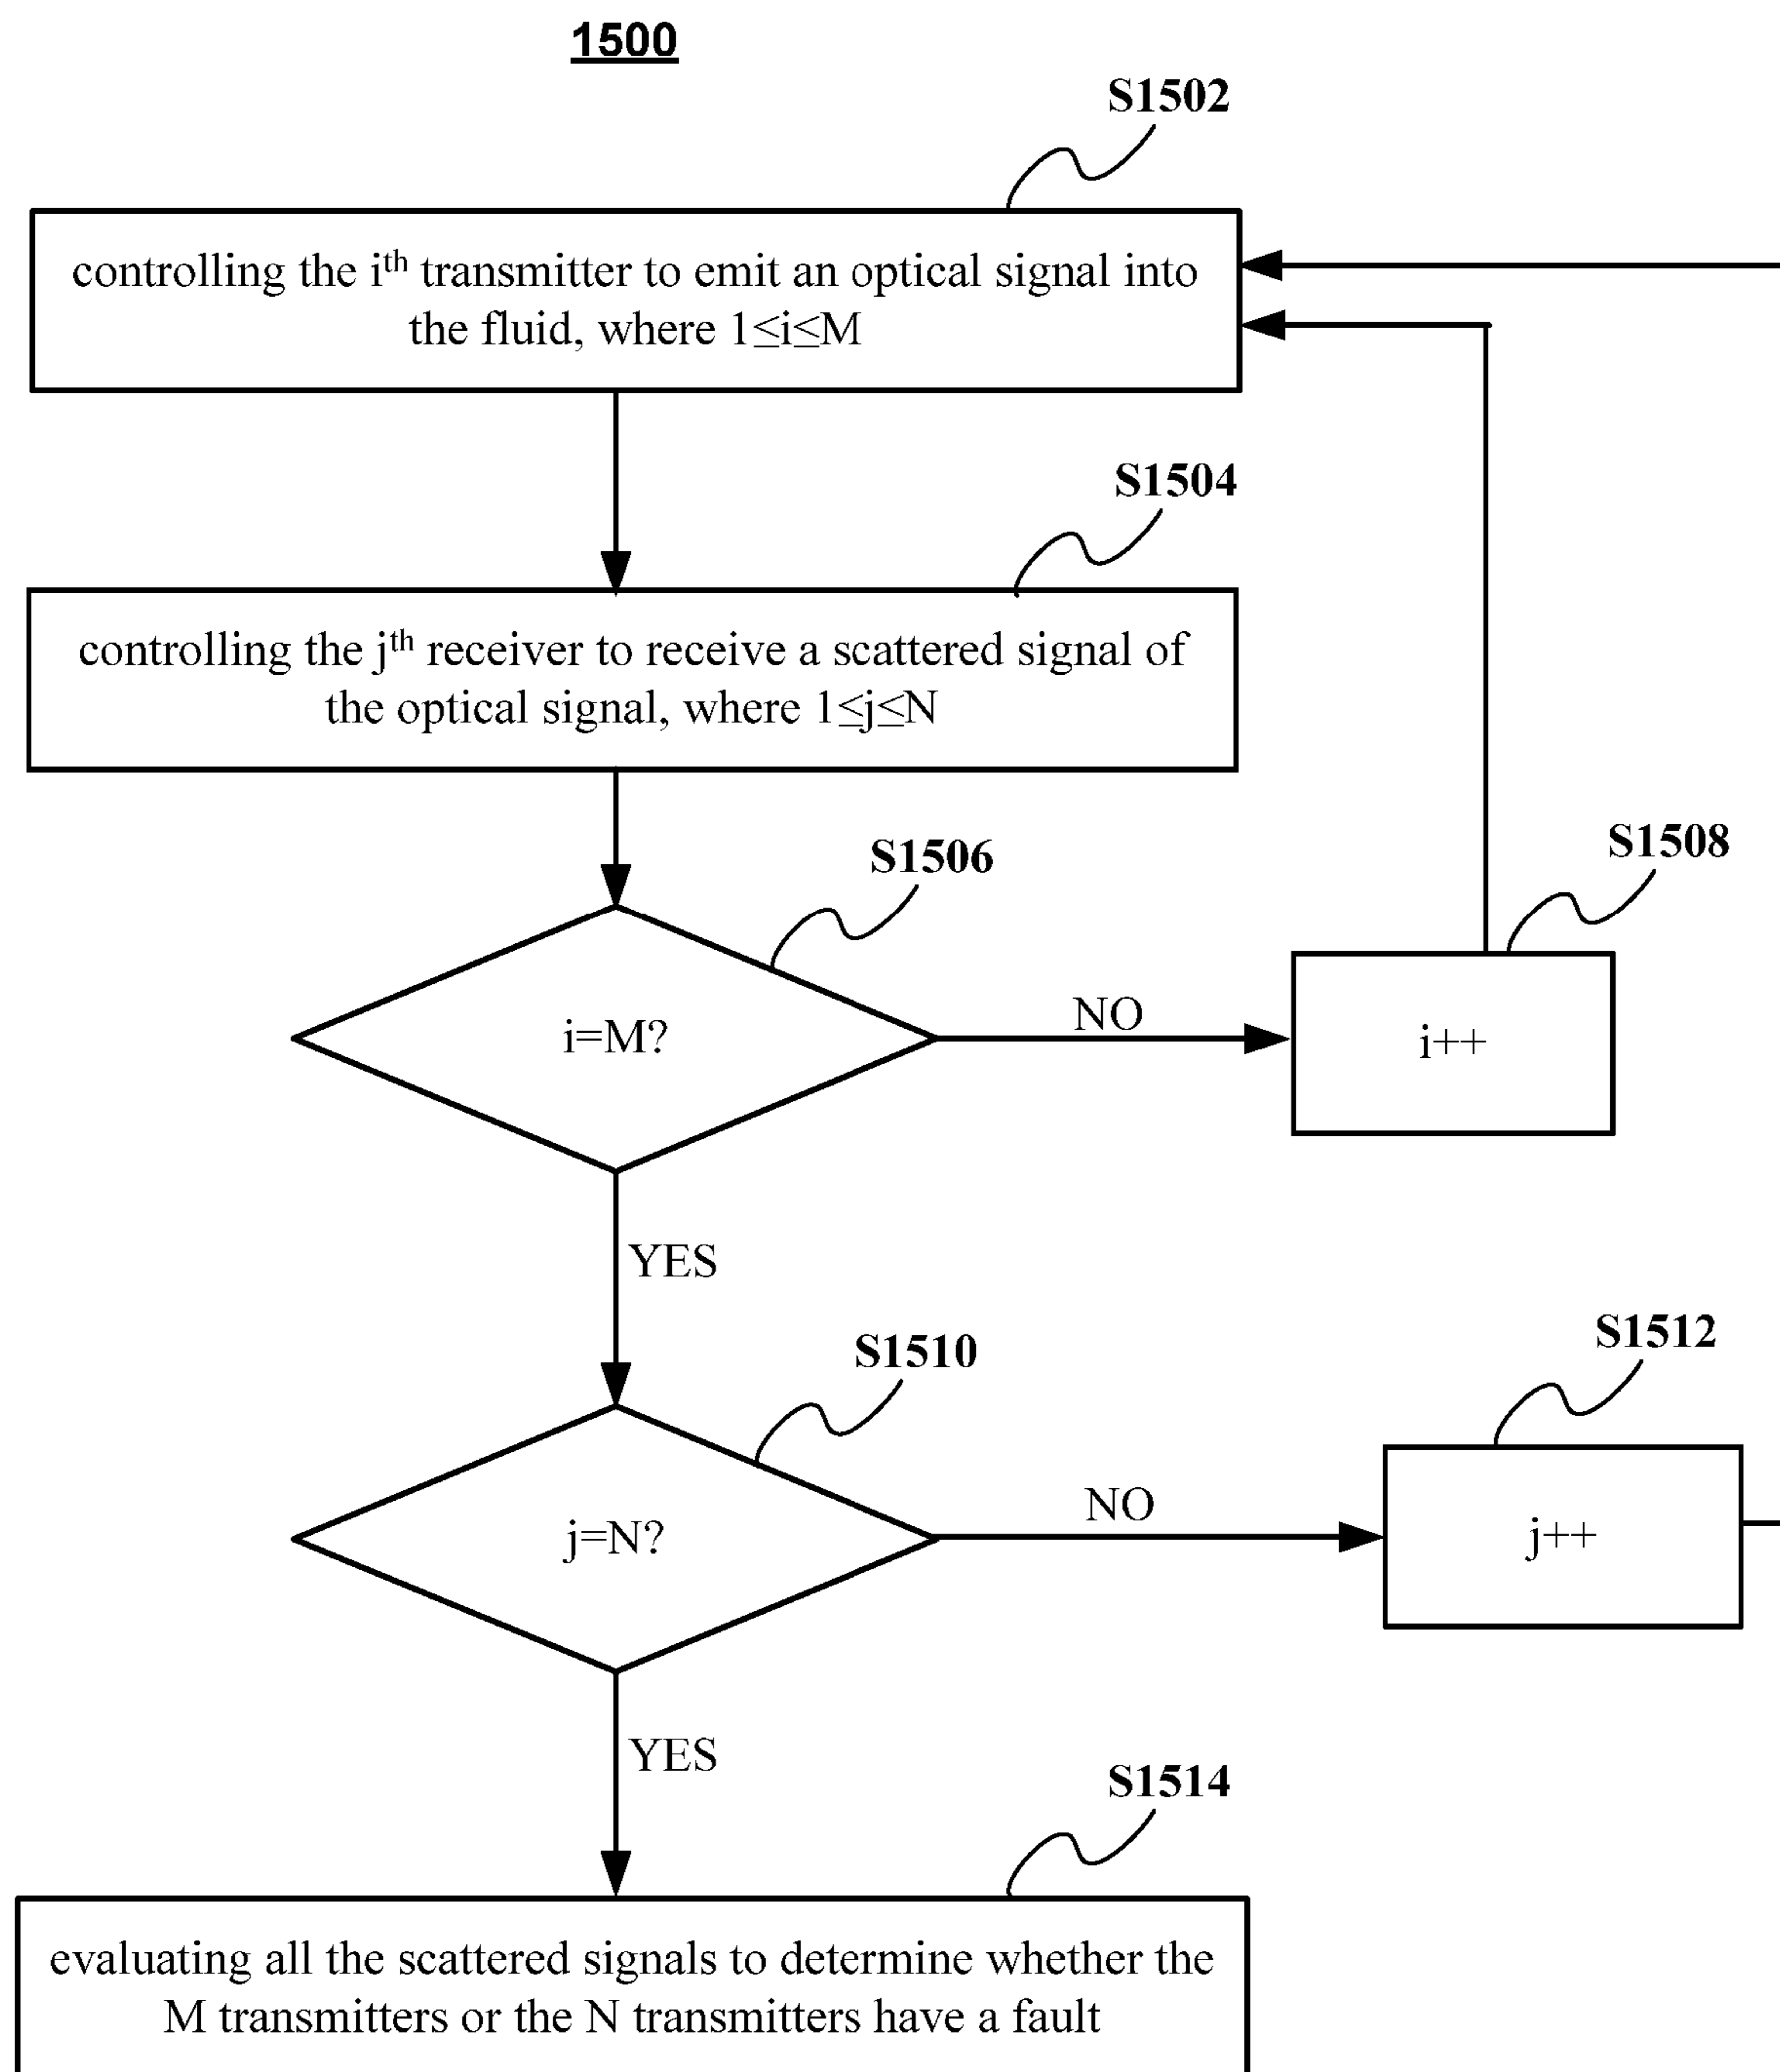 1500
S1502
controlling the ith transmitter to emit an optical signal into
the fluid, where 1≤i≤M
S1504
controlling the jth receiver to receive a scattered signal of
the optical signal, where 1≤j≤N
S1506
S1508
i=M?
NO
i++
YES
S1510
S1512
j=N?
NO
j++
YES
S1514
evaluating all the scattered signals to determine whether the
M transmitters or the N transmitters have a fault